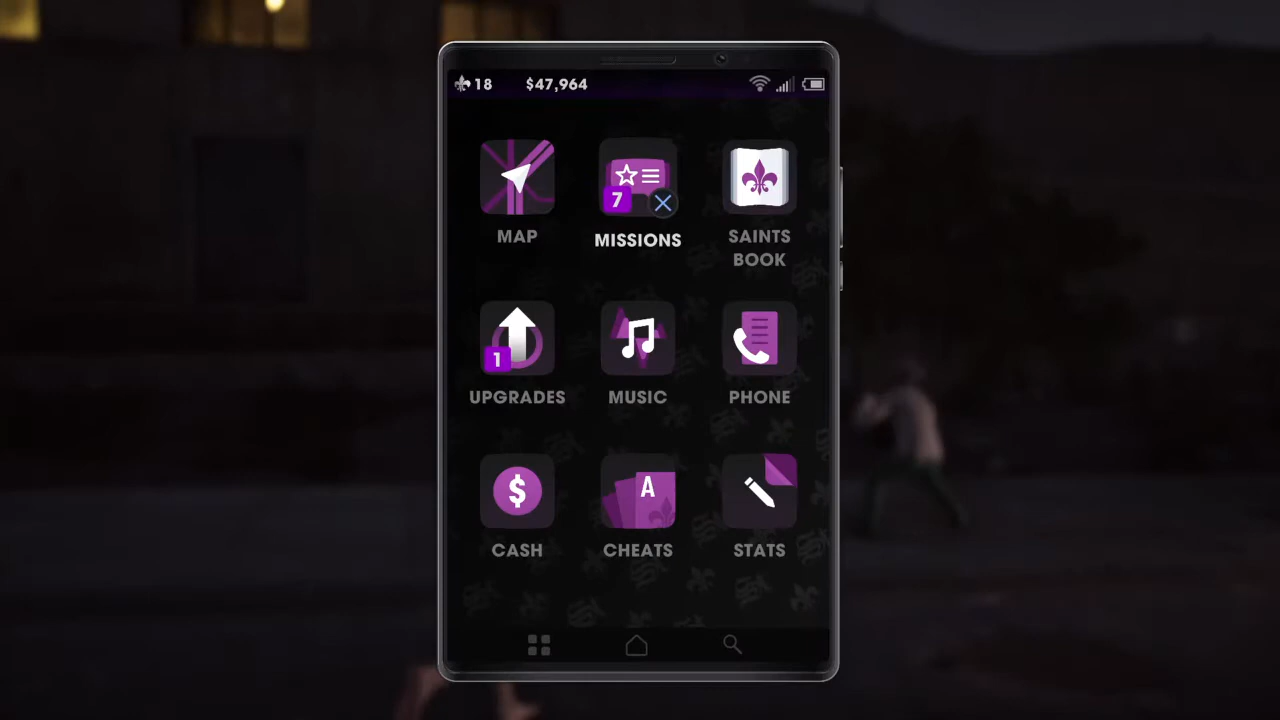 18 $47,964
7
MAP MISSIONS SAINTS
BOOK
1
UPGRADES MUSIC PHONE
$ A
CASH CHEATS STATS